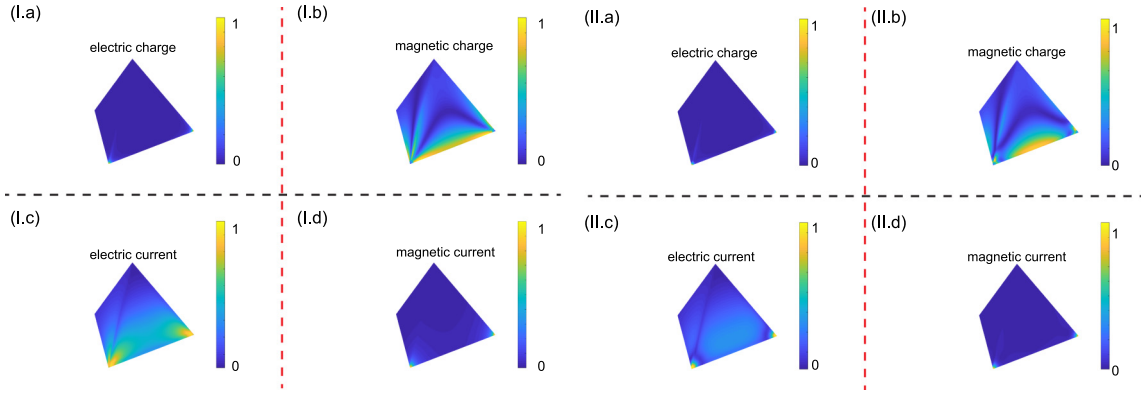 (I.a)
electric charge
1
0
(I.b)
magnetic charge
1
0
(II.a)
electric charge
1
0
(II.b)
magnetic charge
1
0
(I.c)
electric current
1
0
(I.d)
magnetic current
1
0
(II.c)
electric current
1
0
(II.d)
magnetic current
1
0